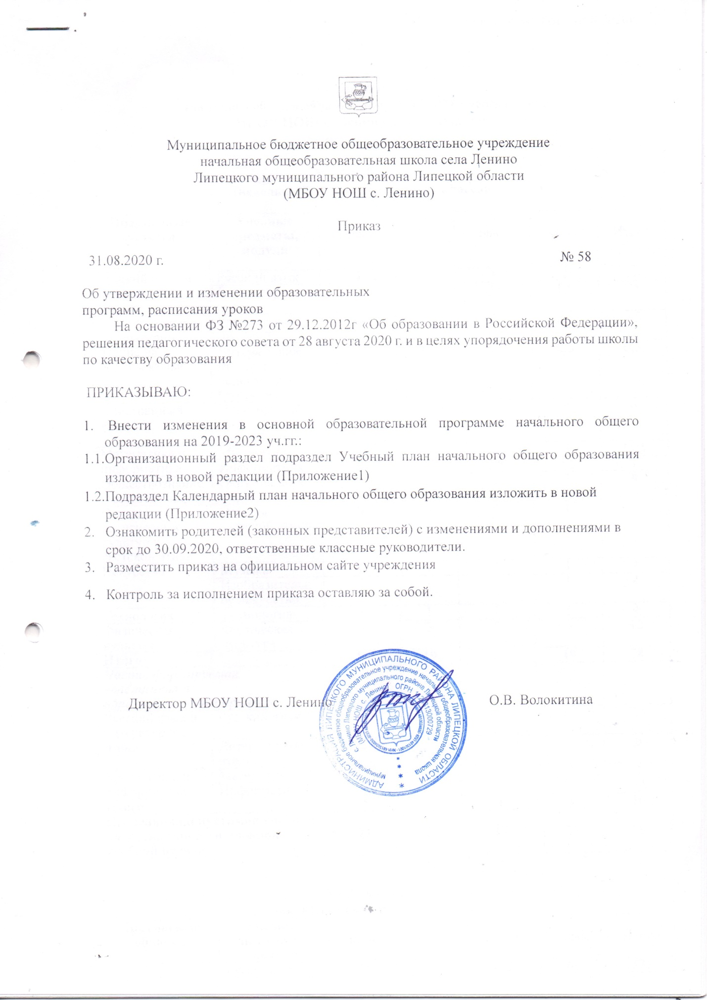 Муниципальное бюджетное общеобразовательное учреждение
начальная общеобразовательная школа села Ленино
Липецкого муниципального района Липецкой области
(МБОУ НОШ с. Ленино)
Приказ
31.08.2020 г.
№ 58
Об утверждении и изменении образовательных
программ, расписания уроков
На основании ФЗ №273 от 29.12.2012г «Об образовании в Российской Федерации»,
решения педагогического совета от 28 августа 2020 г. и в целях упорядочения работы школы
по качеству образования
ПРИКАЗЫВАЮ:
1. Внести изменения в основной образовательной программе начального общего
образования на 2019-2023 уч.гг.:
1.1.Организационный раздел подраздел Учебный план начального общего образования
изложить в новой редакции (Приложение1)
1.2.Подраздел Календарный план начального общего образования изложить в новой
редакции (Приложение2)
2. Ознакомить родителей (законных представителей) с изменениями и дополнениями в
срок до 30.09.2020, ответственные классные руководители.
3. Разместить приказ на официальном сайте учреждения
4. Контроль за исполнением приказа оставляю за собой.
Директор МБОУ НОШ с. Ленино
О.В. Волокитина
АДМИНИСТРАЦИЯ ЛИПЕЦКОГО МУНИЦИПАЛЬНОГО РАЙОНА ЛИПЕЦКОЙ ОБЛАСТИ
муниципальное бюджетное общеобразовательное учреждение начальная общеобразовательная школа
с. Ленино Липецкого муниципального района Липецкой области
(МБОУ НОШ с. Ленино) ОГРН